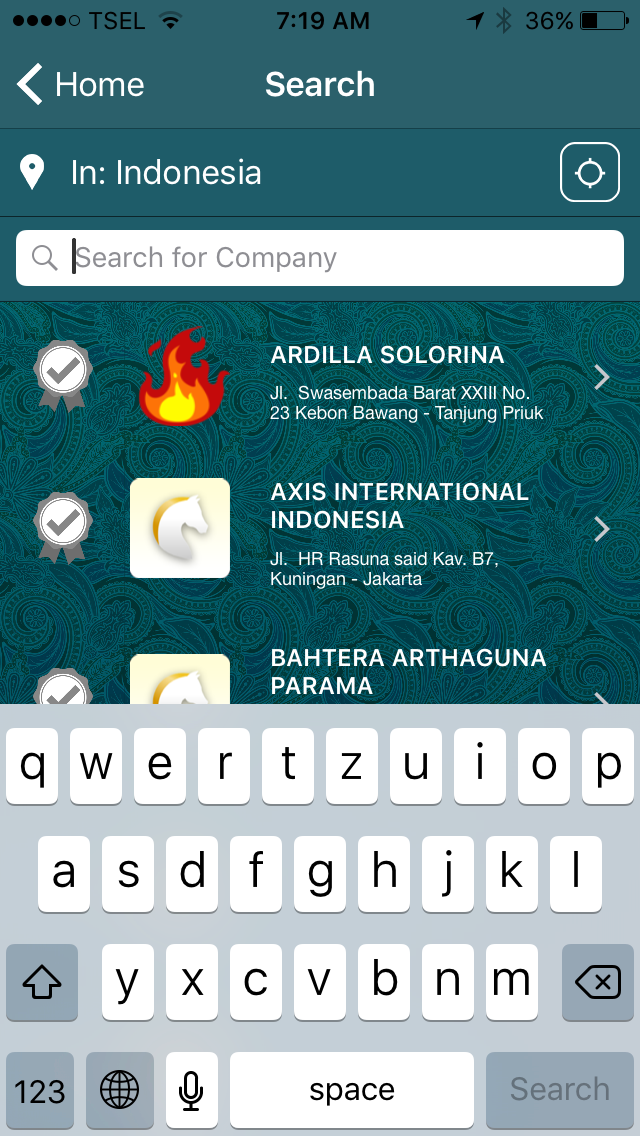 TSEL 7:19 AM 36%
Home Search
In: Indonesia
Search for Company
ARDILLA SOLORINA
Jl. Swasembada Barat XXIII No.
23 Kebon Bawang - Tanjung Priuk
AXIS INTERNATIONAL
INDONESIA
Jl. HR Rasuna said Kav. B7,
Kuningan - Jakarta
BAHTERA ARTHAGUNA
PARAMA
q w e r t z u i o p
a s d f g h j k l
y x c v b n m
123 space Search